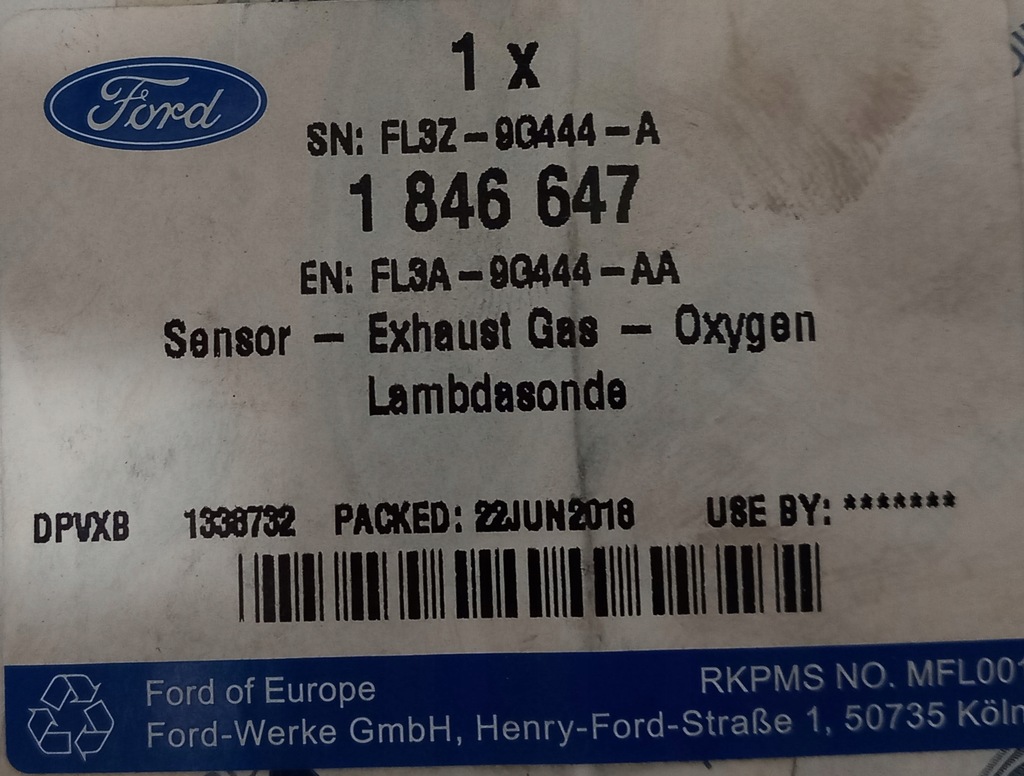 Ford
1 x
SN: FL3Z-9G444-A
1 846 647
EN: FL3A-9G444-AA
Sensor - Exhaust Gas - Oxygen
Lambdasonde
DPVXB 1338732 PACKED: 22JUN2018 USE BY: *******
Ford of Europe
RKPMS NO. MFL001
Ford-Werke GmbH, Henry-Ford-Straße 1, 50735 Köln